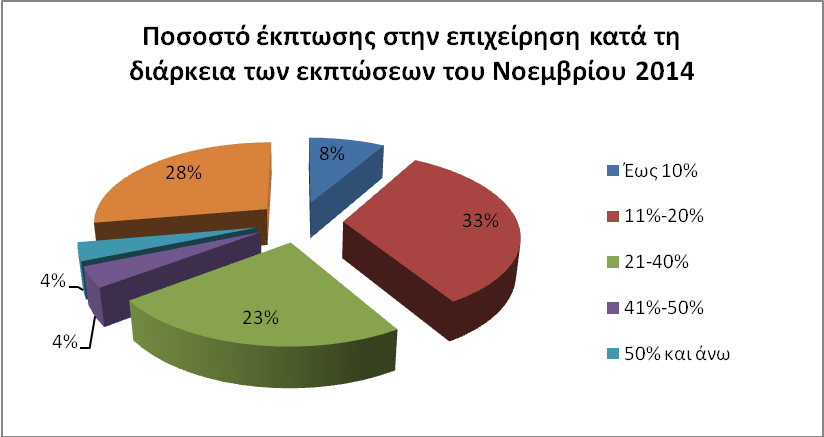 Ποσοστό έκπτωσης στην επιχείρηση κατά τη
διάρκεια των εκπτώσεων του Νοεμβρίου 2014
8%
33%
23%
4%
4%
28%
Έως 10%
11%-20%
21-40%
41%-50%
50% και άνω